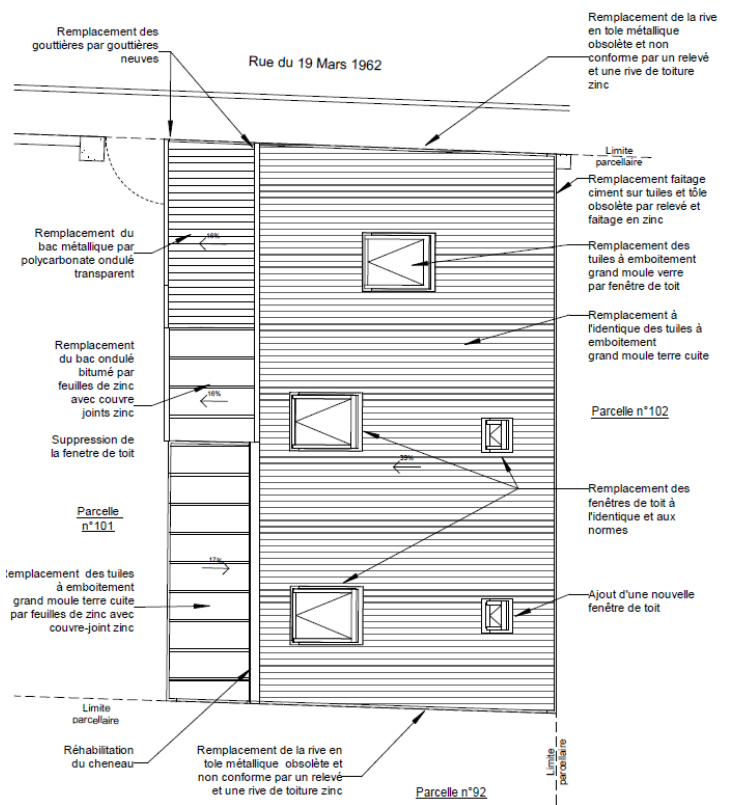 Remplacement des
gouttières par gouttières
neuves
Rue du 19 Mars 1962
Remplacement de la rive
en tole métallique
obsolète et non
conforme par un relevé
et une rive de toiture
zinc
Limite
parcellaire
Remplacement faitage
ciment sur tuiles et tôle
obsolète par relevé et
faitage en zinc
Remplacement du
bac métallique par
polycarbonate ondulé
transparent
16%
Remplacement des
tuiles à emboitement
grand moule verre
par fenêtre de toit
Remplacement à
l'identique des tuiles à
emboitement
grand moule terre cuite
Remplacement
du bac ondulé
bitumé par
feuilles de zinc
avec couvre
joints zinc
16%
Suppression de
la fenetre de toit
Parcelle n°102
39%
Parcelle
n°101
Remplacement des
fenêtres de toit à
l'identique et aux
normes
17%
emplacement des tuiles
à emboitement
grand moule terre cuite
par feuilles de zinc avec
couvre-joint zinc
Ajout d'une nouvelle
fenêtre de toit
Limite
parcellaire
Réhabilitation
du cheneau
Remplacement de la rive en
tole métallique obsolète et
non conforme par un relevé
et une rive de toiture zinc
Parcelle n°92
Limite
parcellaire